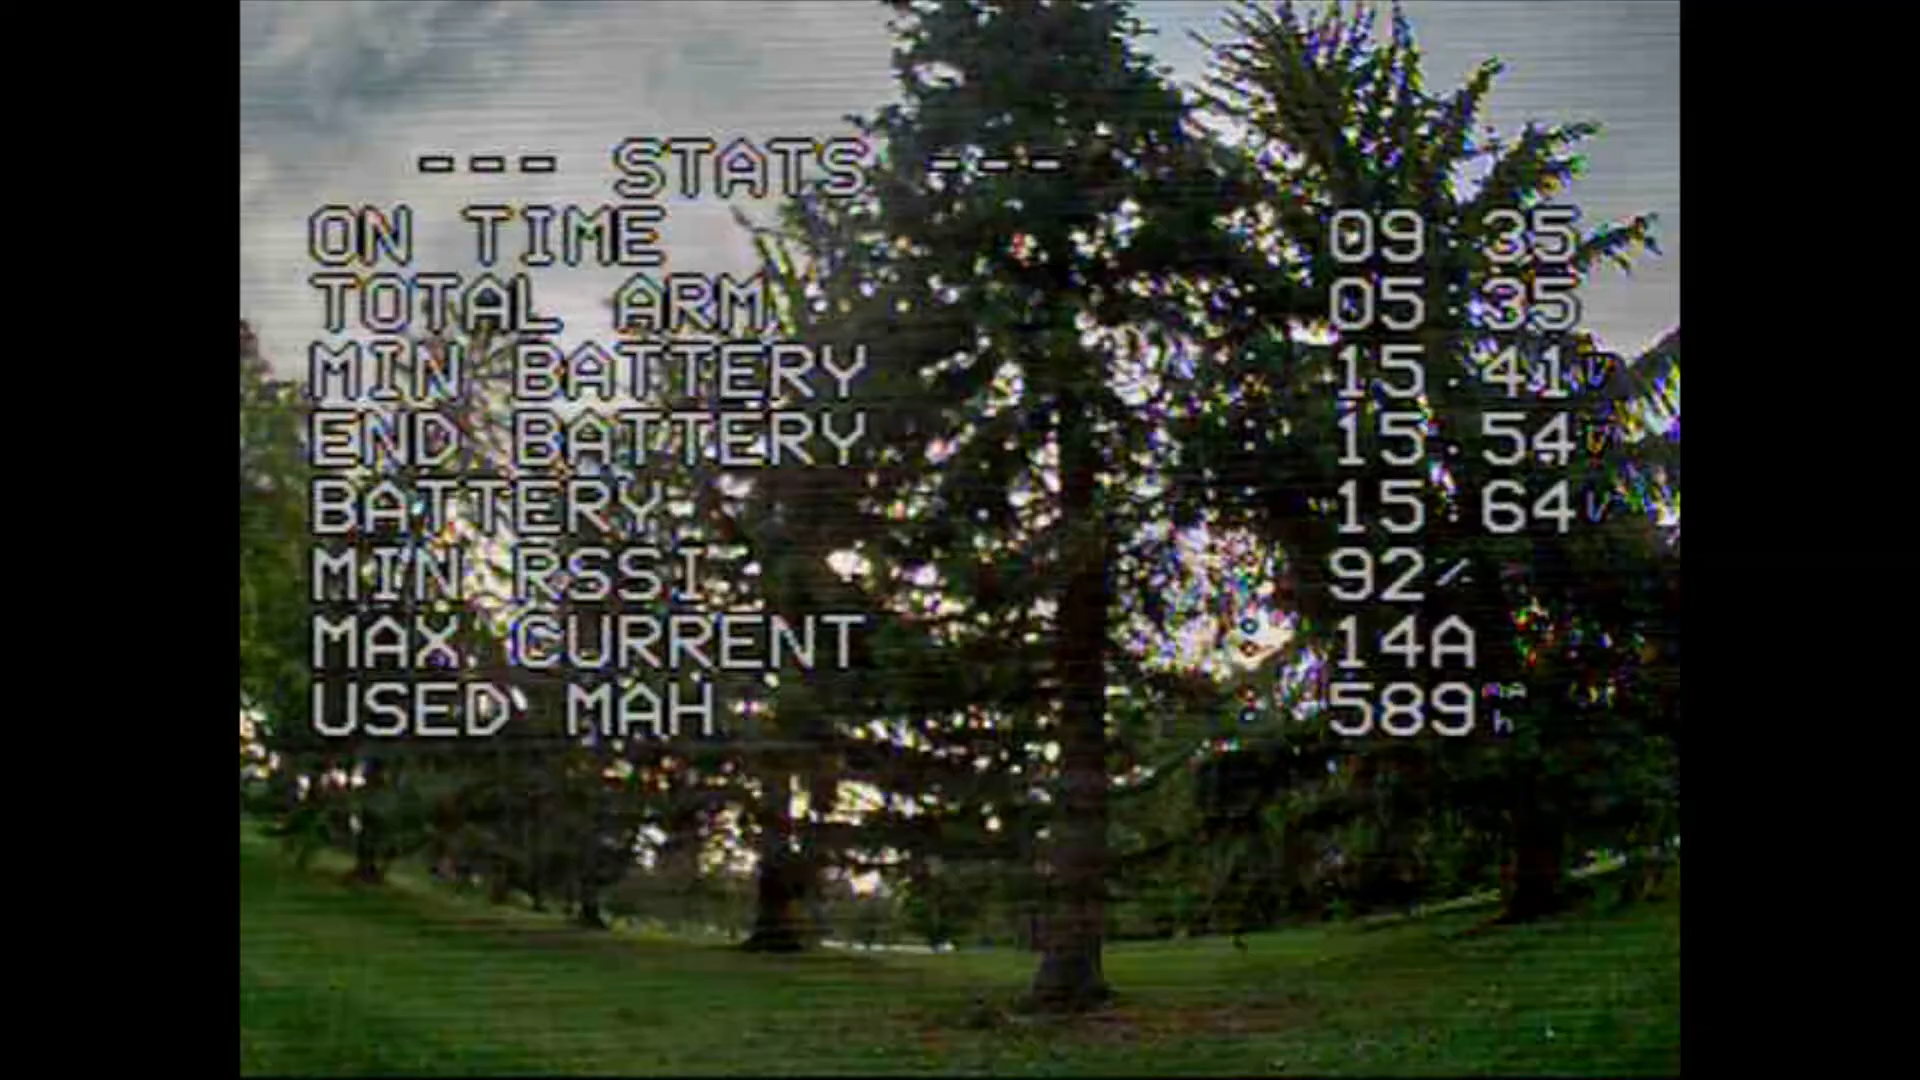 --- STATS ---
ON TIME : 09:35
TOTAL ARM : 05:35
MIN BATTERY : 15.41V
END BATTERY : 15.54V
BATTERY : 15.64V
MIN RSSI : 92%
MAX CURRENT : 14A
USED MAH : 589mAh